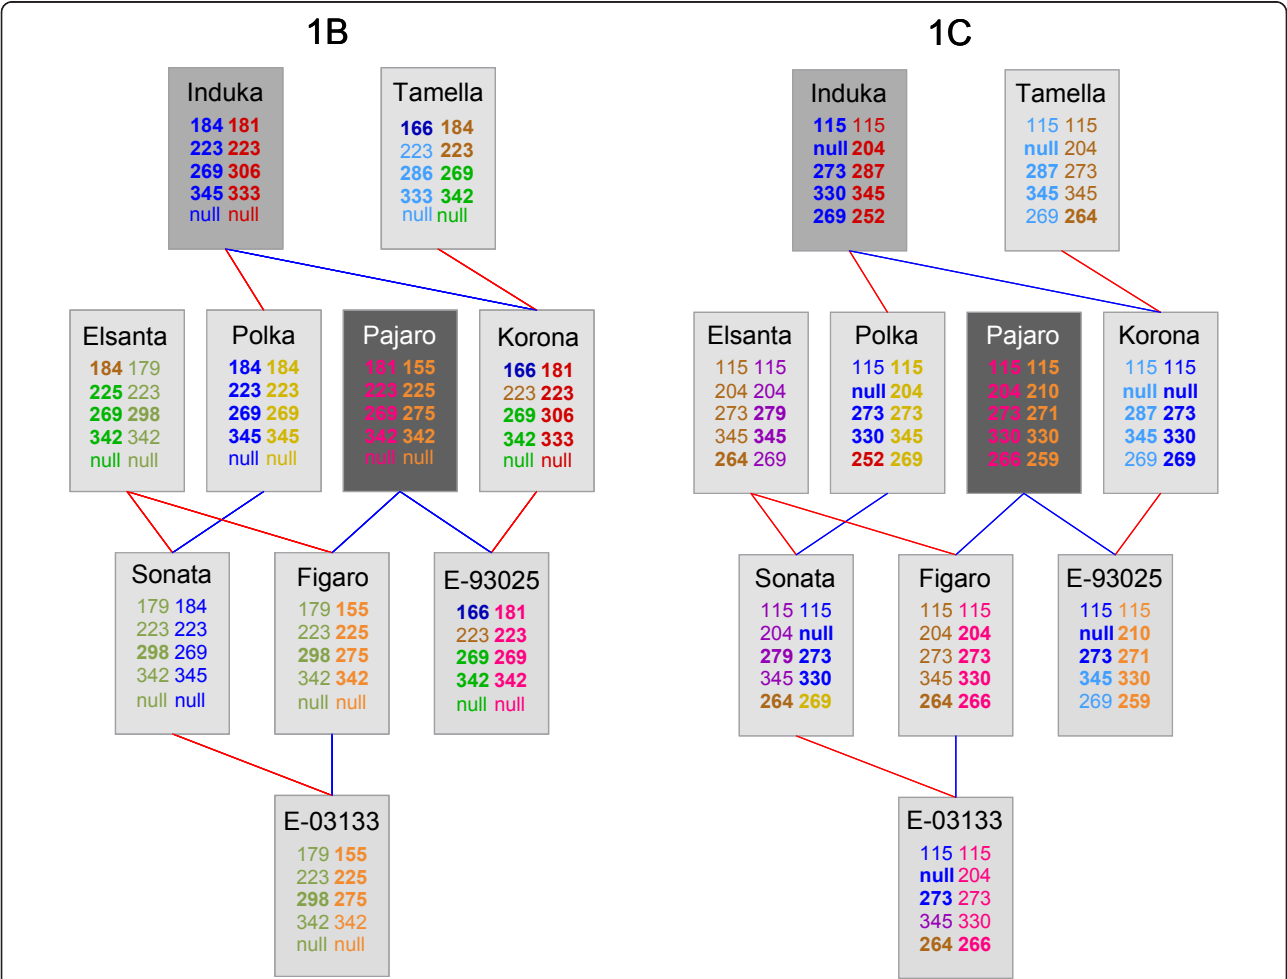 1B
Induka
184 181
223 223
269 306
345 333
null null
Tamella
166 184
223 223
286 269
333 342
null null
Elsanta
184 179
225 223
269 298
342 342
null null
Polka
184 184
223 223
269 269
345 345
null null
Pajaro
181 155
223 225
269 275
342 342
null null
Korona
166 181
223 223
269 306
342 333
null null
Sonata
179 184
223 223
298 269
342 345
null null
Figaro
179 155
223 225
298 275
342 342
null null
E-93025
166 181
223 223
269 269
342 342
null null
E-03133
179 155
223 225
298 275
342 342
null null
1C
Induka
115 115
null 204
273 287
330 345
269 252
Tamella
115 115
null 204
287 273
345 345
269 264
Elsanta
115 115
204 204
273 279
345 345
264 269
Polka
115 115
null 204
273 273
330 345
252 269
Pajaro
115 115
204 210
273 271
330 330
266 259
Korona
115 115
null null
287 273
345 330
269 269
Sonata
115 115
204 null
279 273
345 330
264 269
Figaro
115 115
204 204
273 273
345 330
264 266
E-93025
115 115
null 210
273 271
345 330
269 259
E-03133
115 115
null 204
273 273
345 330
264 266